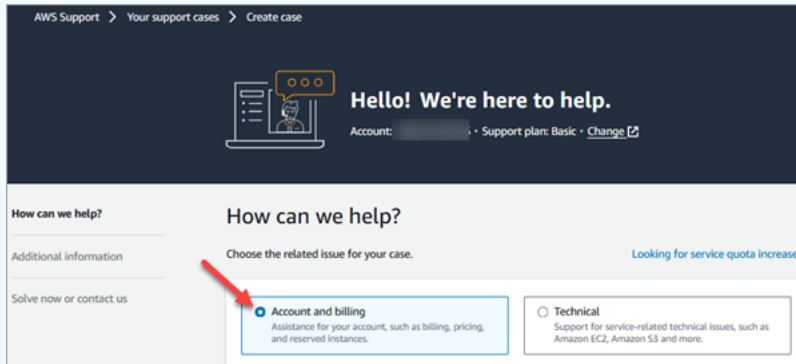 AWS Support > Your support cases > Create case
Hello! We're here to help.
Account: • Support plan: Basic • Change
How can we help?
Additional information
Solve now or contact us
How can we help?
Choose the related issue for your case.
Looking for service quota increase
Account and billing
Assistance for your account, such as billing, pricing,
and reserved instances.
Technical
Support for service-related technical issues, such as
Amazon EC2, Amazon S3 and more.